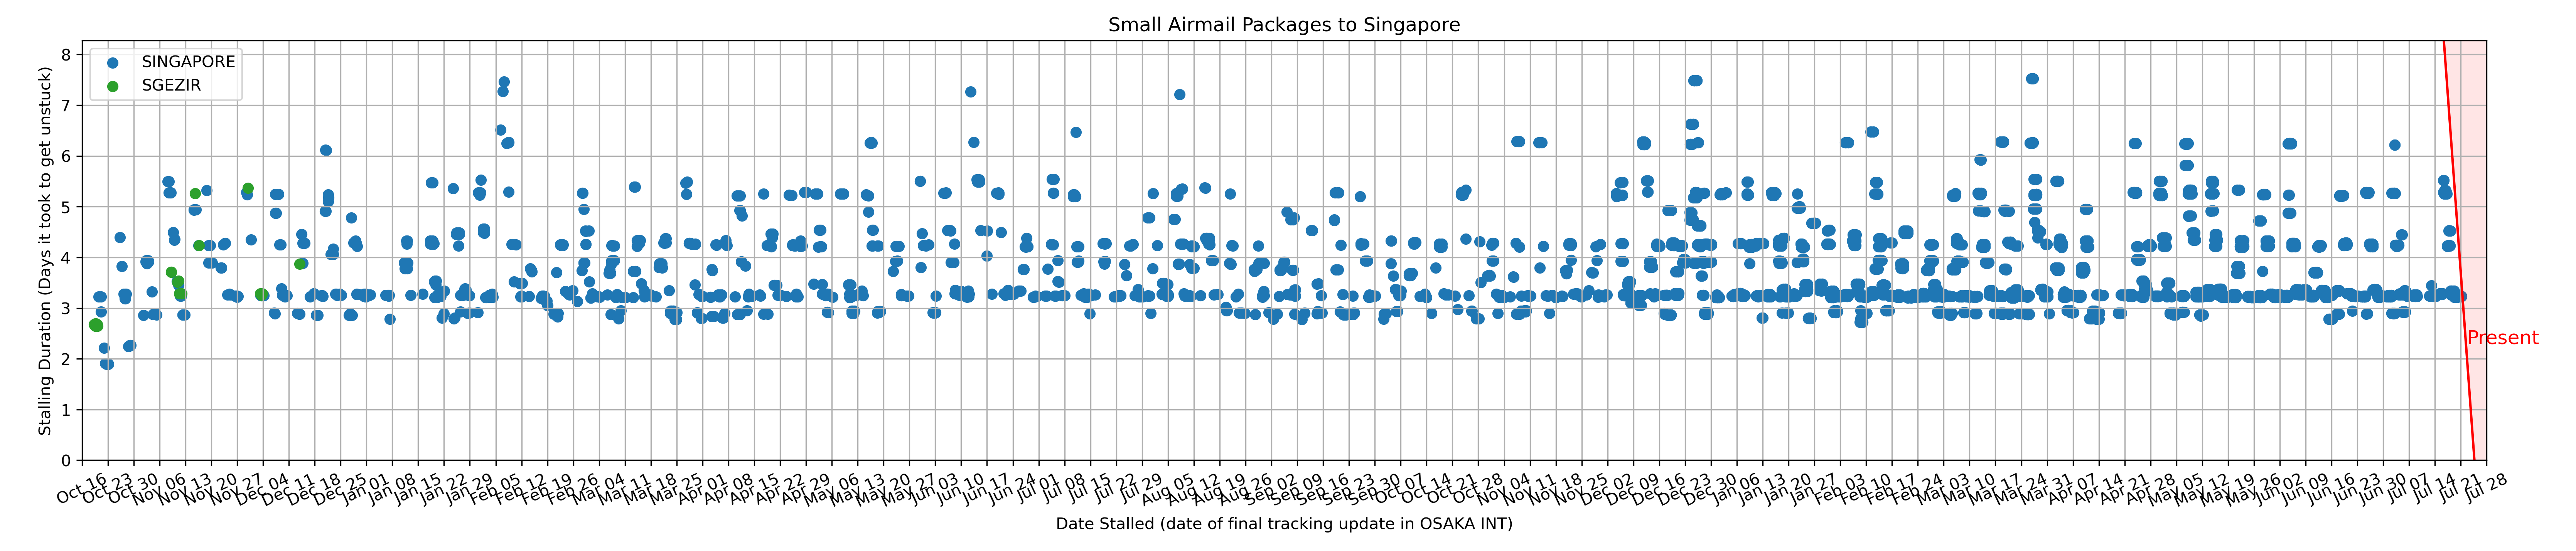 Small Airmail Packages to Singapore
SINGAPORE
SGEZIR
Stalling Duration (Days it took to get unstuck)
8
7
6
5
4
3
2
1
0
Present
Oct 16
Oct 23
Oct 30
Nov 06
Nov 13
Nov 20
Nov 27
Dec 04
Dec 11
Dec 18
Dec 25
Jan 01
Jan 08
Jan 15
Jan 22
Jan 29
Feb 05
Feb 12
Feb 19
Feb 26
Mar 04
Mar 11
Mar 18
Mar 25
Apr 01
Apr 08
Apr 15
Apr 22
Apr 29
May 06
May 13
May 20
May 27
Jun 03
Jun 10
Jun 17
Jun 24
Jul 01
Jul 08
Jul 15
Jul 22
Jul 29
Aug 05
Aug 12
Aug 19
Aug 26
Sep 02
Sep 09
Sep 16
Sep 23
Sep 30
Oct 07
Oct 14
Oct 21
Oct 28
Nov 04
Nov 11
Nov 18
Nov 25
Dec 02
Dec 09
Dec 16
Dec 23
Dec 30
Jan 06
Jan 13
Jan 20
Jan 27
Feb 03
Feb 10
Feb 17
Feb 24
Mar 03
Mar 10
Mar 17
Mar 24
Mar 31
Apr 07
Apr 14
Apr 21
Apr 28
May 05
May 12
May 19
May 26
Jun 02
Jun 09
Jun 16
Jun 23
Jun 30
Jul 07
Jul 14
Jul 21
Jul 28
Date Stalled (date of final tracking update in OSAKA INT)